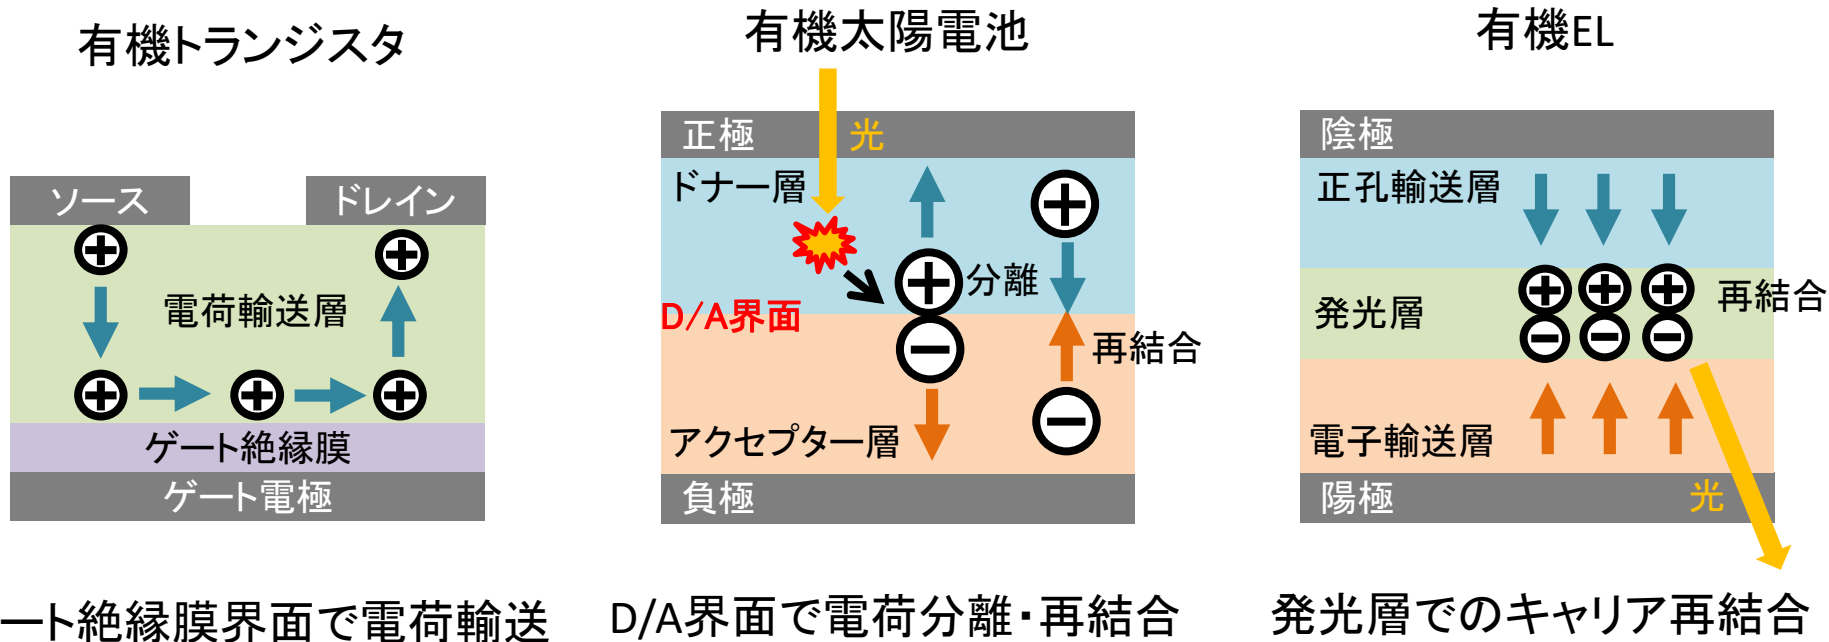 有機トランジスタ
ソース
ドレイン
電荷輸送層
ゲート絶縁膜
ゲート電極
ート絶縁膜界面で電荷輸送
有機太陽電池
正極
光
ドナー層
分離
D/A界面
再結合
アクセプター層
負極
D/A界面で電荷分離・再結合
有機EL
陰極
正孔輸送層
発光層
再結合
電子輸送層
陽極
光
発光層でのキャリア再結合